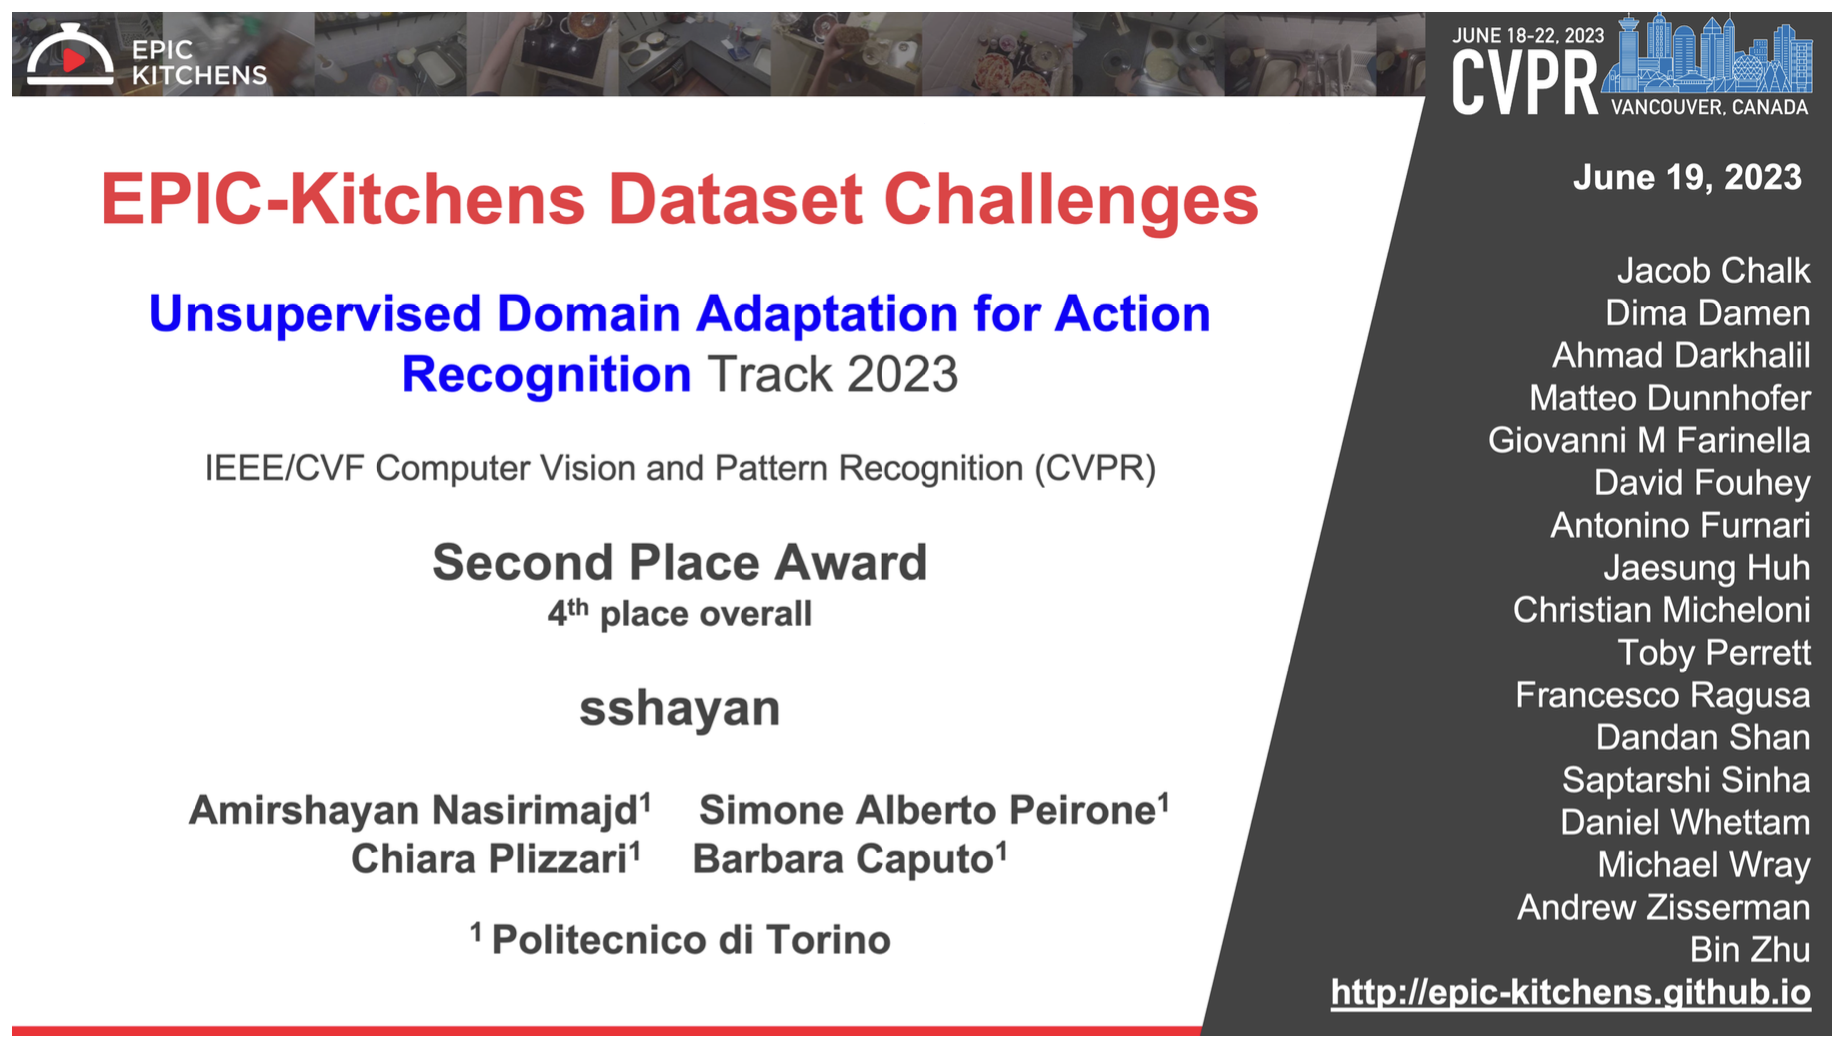 EPIC
KITCHENS
JUNE 18-22, 2023
CVPR
VANCOUVER, CANADA
EPIC-Kitchens Dataset Challenges
Unsupervised Domain Adaptation for Action
Recognition Track 2023
IEEE/CVF Computer Vision and Pattern Recognition (CVPR)
Second Place Award
4th place overall
sshayan
Amirshayan Nasirimajd¹ Simone Alberto Peirone¹
Chiara Plizzari¹ Barbara Caputo¹
¹ Politecnico di Torino
June 19, 2023
Jacob Chalk
Dima Damen
Ahmad Darkhalil
Matteo Dunnhofer
Giovanni M Farinella
David Fouhey
Antonino Furnari
Jaesung Huh
Christian Micheloni
Toby Perrett
Francesco Ragusa
Dandan Shan
Saptarshi Sinha
Daniel Whettam
Michael Wray
Andrew Zisserman
Bin Zhu
http://epic-kitchens.github.io